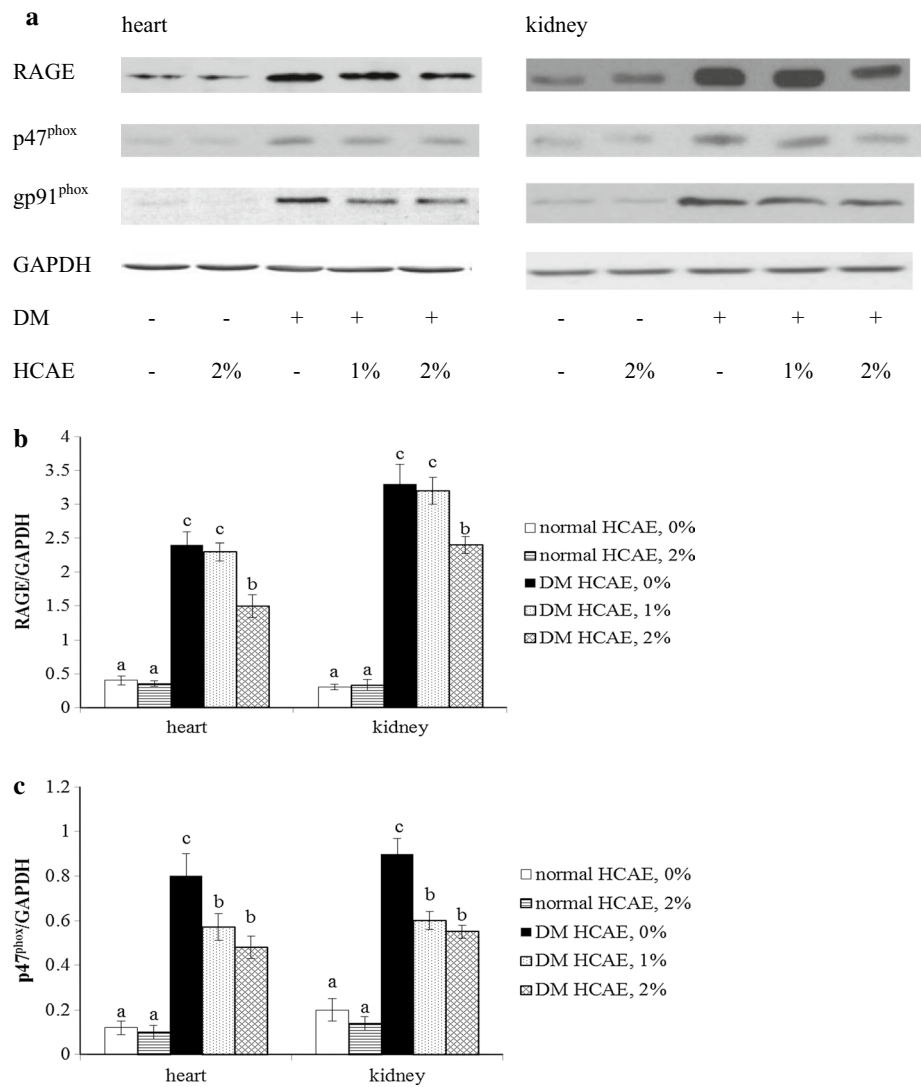 a
heart kidney
RAGE
p47phox
gp91phox
GAPDH
DM - - + + + - - + + +
HCAE - 2% - 1% 2% - 2% - 1% 2%
b
RAGE/GAPDH
4
3.5
3
2.5
2
1.5
1
0.5
0
a a c c b a a c c b
heart kidney
normal HCAE, 0%
normal HCAE, 2%
DM HCAE, 0%
DM HCAE, 1%
DM HCAE, 2%
c
p47phox/GAPDH
1.2
1
0.8
0.6
0.4
0.2
0
a a c b b a a c b b
heart kidney
normal HCAE, 0%
normal HCAE, 2%
DM HCAE, 0%
DM HCAE, 1%
DM HCAE, 2%